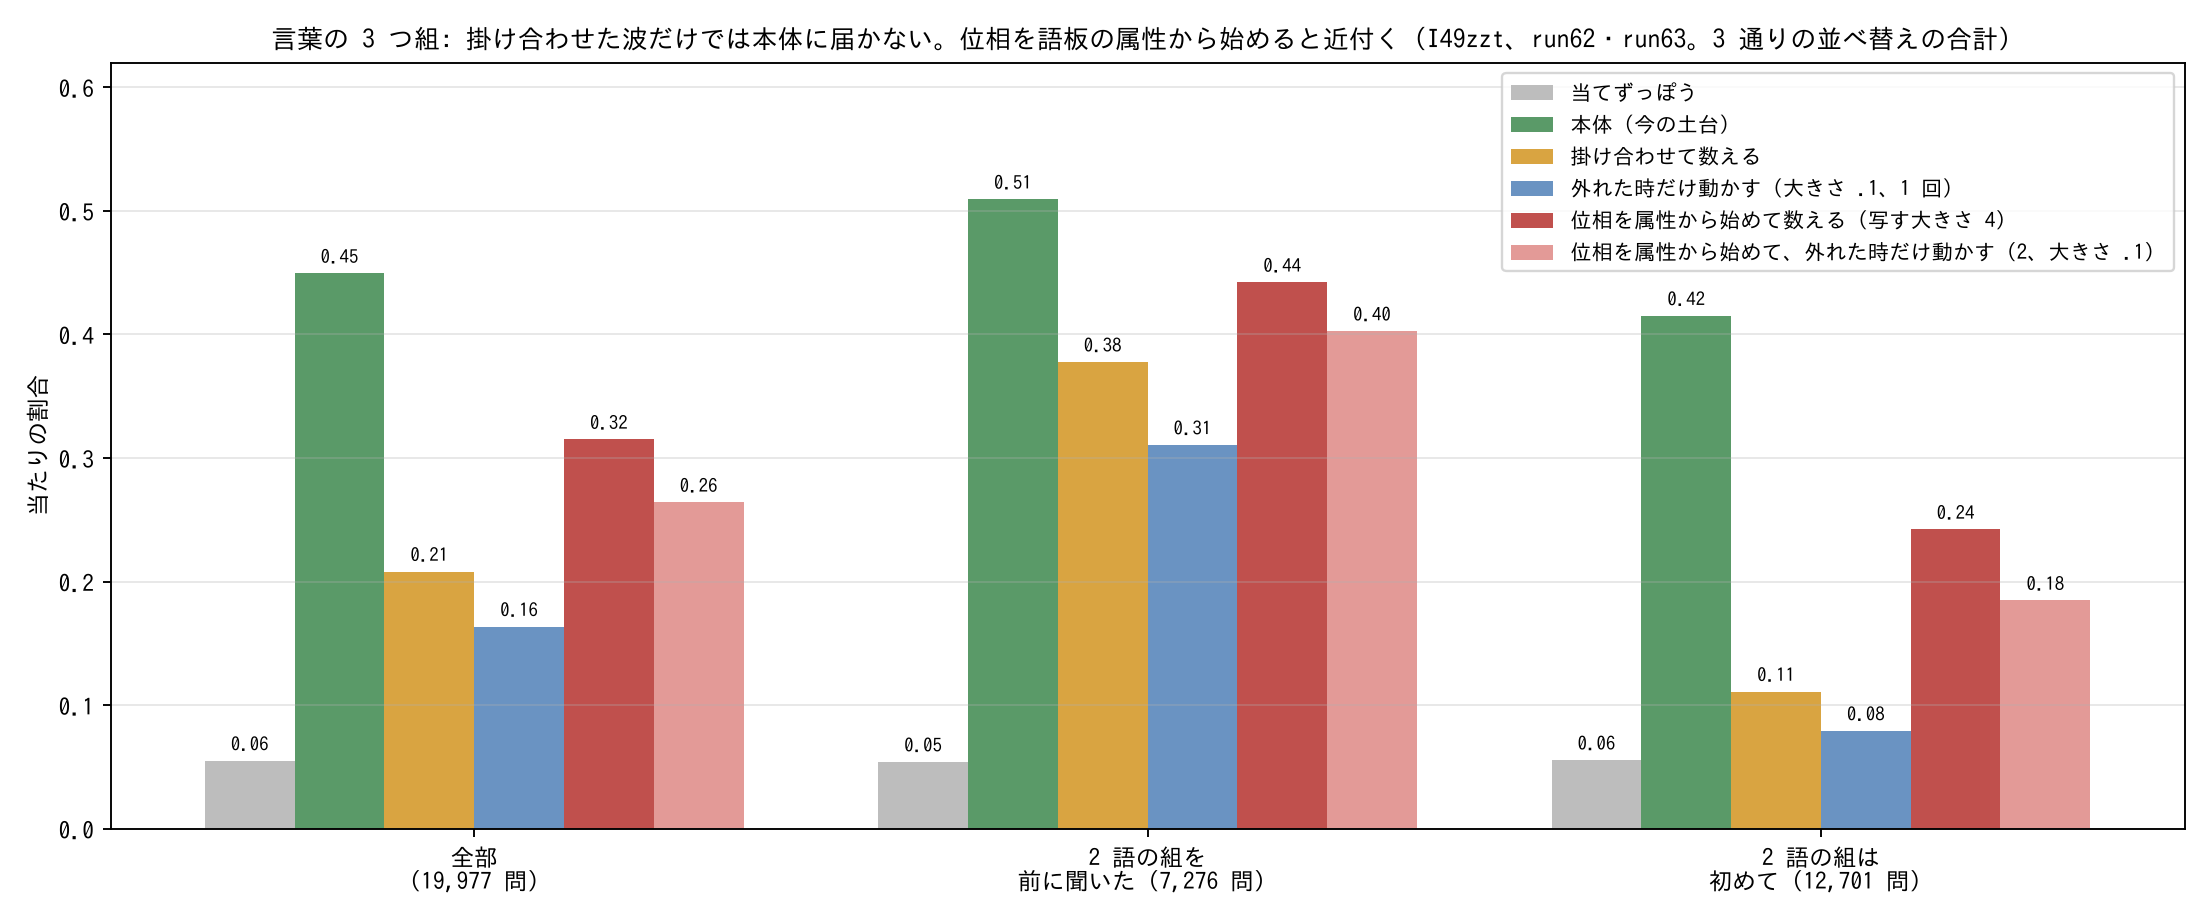 言葉の 3 つ組: 掛け合わせた波だけでは本体に届かない。位相を語板の属性から始めると近付く（I49zzt、run62・run63。3 通りの並べ替えの合計）
当たりの割合
0.6
0.5
0.4
0.3
0.2
0.1
0.0
当てずっぽう
本体（今の土台）
掛け合わせて数える
外れた時だけ動かす（大きさ .1、1 回）
位相を属性から始めて数える（写す大きさ 4）
位相を属性から始めて、外れた時だけ動かす（2、大きさ .1）
0.06
0.45
0.21
0.16
0.32
0.26
0.05
0.51
0.38
0.31
0.44
0.40
0.06
0.42
0.11
0.08
0.24
0.18
全部
（19,977 問）
2 語の組を
前に聞いた（7,276 問）
2 語の組は
初めて（12,701 問）